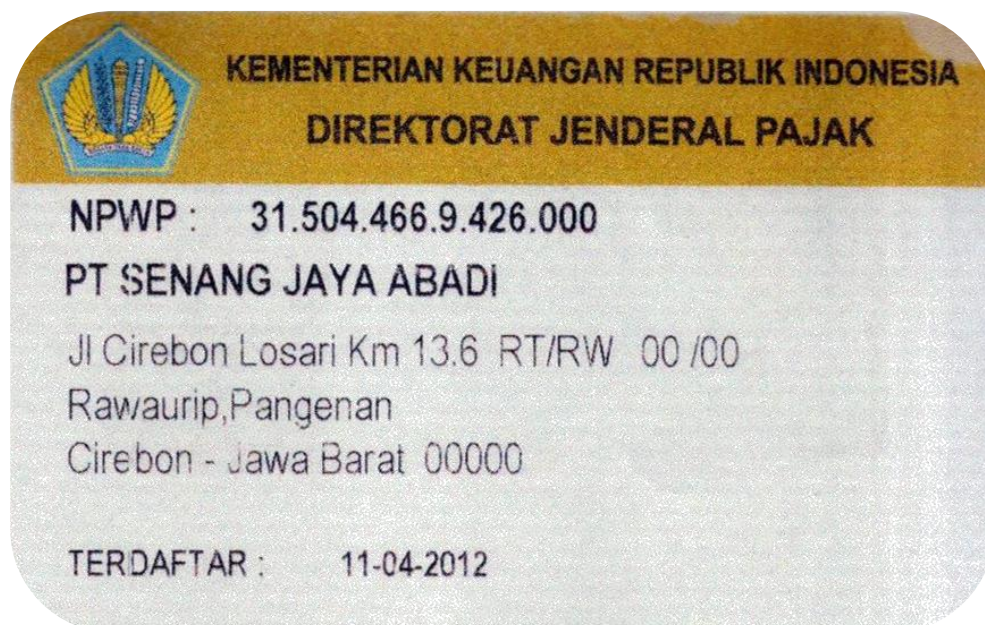 KEMENTERIAN KEUANGAN REPUBLIK INDONESIA
DIREKTORAT JENDERAL PAJAK
NPWP : 31.504.466.9.426.000
PT SENANG JAYA ABADI
Jl Cirebon Losari Km 13.6 RT/RW 00 /00
Rawaurip,Pangenan
Cirebon - Jawa Barat 00000
TERDAFTAR : 11-04-2012